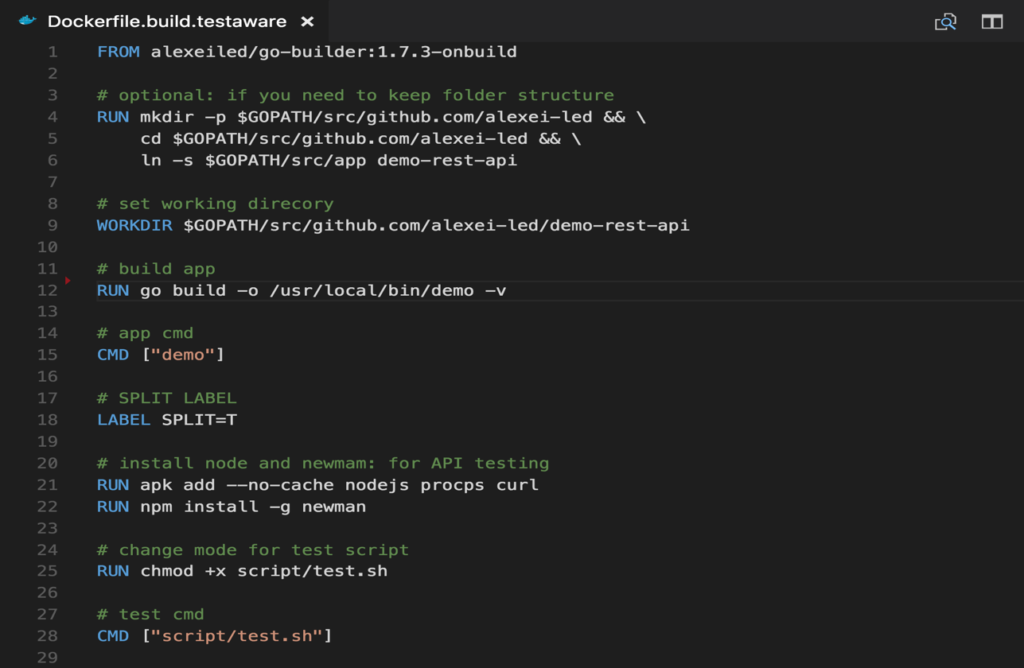 Dockerfile.build.testaware ×
1 FROM alexeiled/go-builder:1.7.3-onbuild
2
3 # optional: if you need to keep folder structure
4 RUN mkdir -p $GOPATH/src/github.com/alexei-led && \
5     cd $GOPATH/src/github.com/alexei-led && \
6     ln -s $GOPATH/src/app demo-rest-api
7
8 # set working direcory
9 WORKDIR $GOPATH/src/github.com/alexei-led/demo-rest-api
10
11 # build app
12 RUN go build -o /usr/local/bin/demo -v
13
14 # app cmd
15 CMD ["demo"]
16
17 # SPLIT LABEL
18 LABEL SPLIT=T
19
20 # install node and newmam: for API testing
21 RUN apk add --no-cache nodejs procps curl
22 RUN npm install -g newman
23
24 # change mode for test script
25 RUN chmod +x script/test.sh
26
27 # test cmd
28 CMD ["script/test.sh"]
29